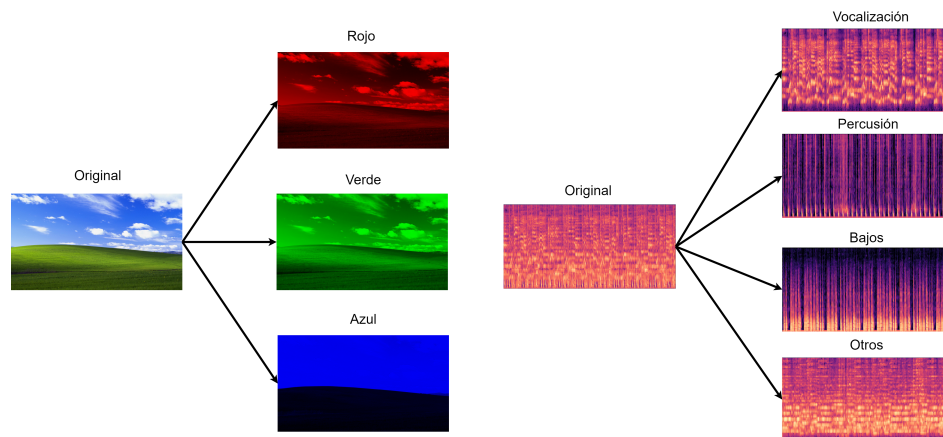 Original
Rojo
Verde
Azul
Original
Vocalización
Percusión
Bajos
Otros